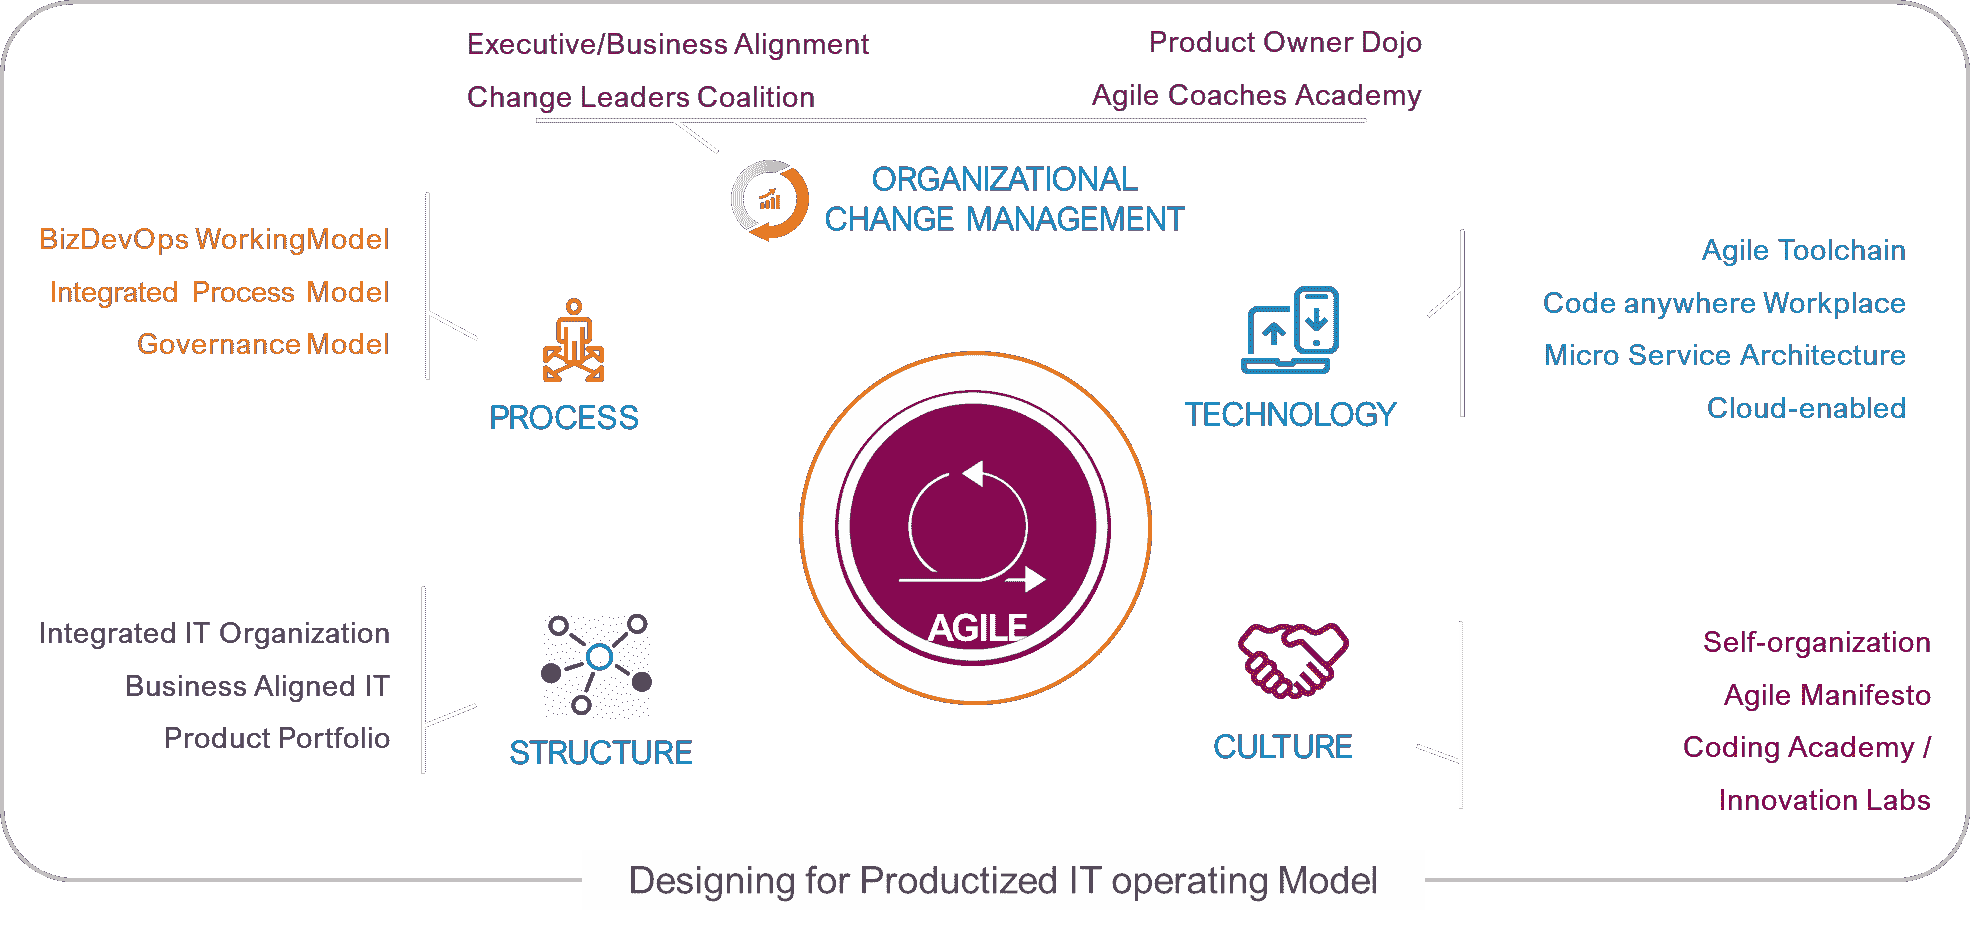 Executive/Business Alignment
Change Leaders Coalition
Product Owner Dojo
Agile Coaches Academy
ORGANIZATIONAL
CHANGE MANAGEMENT
BizDevOps WorkingModel
Integrated Process Model
Governance Model
PROCESS
TECHNOLOGY
Agile Toolchain
Code anywhere Workplace
Micro Service Architecture
Cloud-enabled
AGILE
Integrated IT Organization
Business Aligned IT
Product Portfolio
STRUCTURE
CULTURE
Self-organization
Agile Manifesto
Coding Academy /
Innovation Labs
Designing for Productized IT operating Model